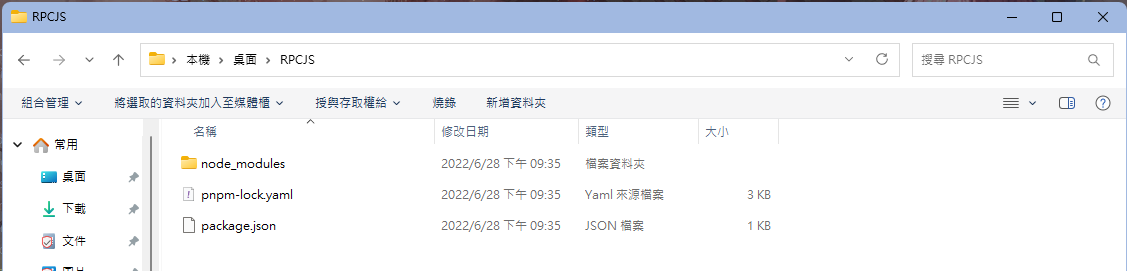 RPCJS
本機 桌面 RPCJS
搜尋 RPCJS
組合管理 將選取的資料夾加入至媒體櫃 授與存取權給 燒錄 新增資料夾
名稱 修改日期 類型 大小
常用
node_modules 2022/6/28 下午 09:35 檔案資料夾
桌面
pnpm-lock.yaml 2022/6/28 下午 09:35 Yaml 來源檔案 3 KB
下載
package.json 2022/6/28 下午 09:35 JSON 檔案 1 KB
文件
圖片